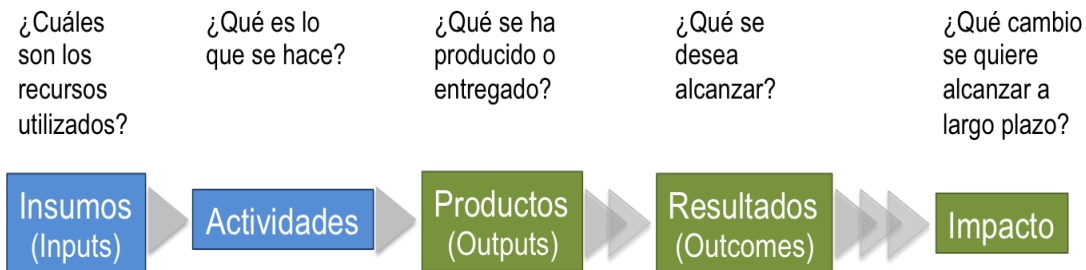 ¿Cuáles
son los
recursos
utilizados?
¿Qué es lo
que se hace?
¿Qué se ha
producido o
entregado?
¿Qué se
desea
alcanzar?
¿Qué cambio
se quiere
alcanzar a
largo plazo?
Insumos
(Inputs)
Actividades
Productos
(Outputs)
Resultados
(Outcomes)
Impacto